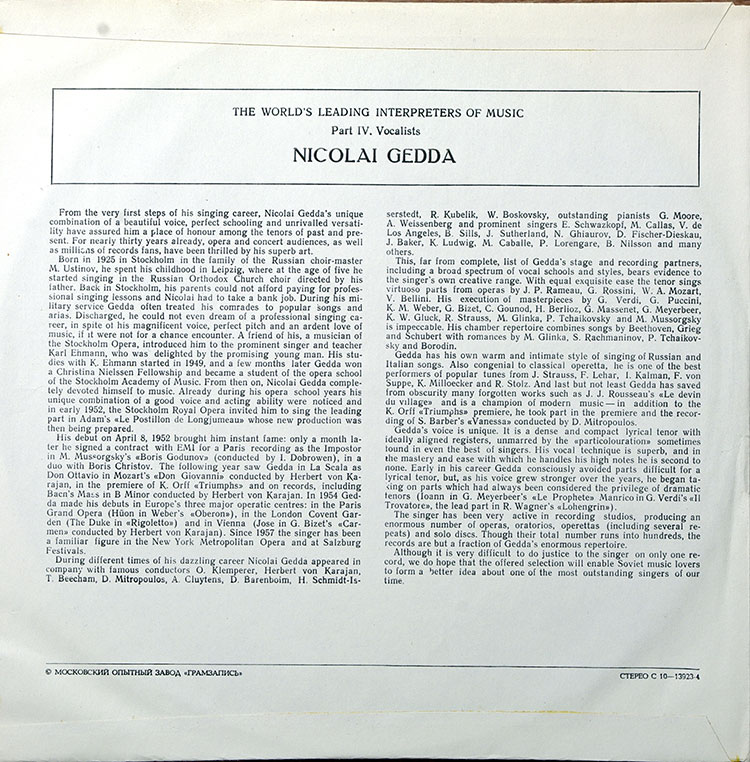 THE WORLD'S LEADING INTERPRETERS OF MUSIC
Part IV. Vocalists
NICOLAI GEDDA
From the very first steps of his singing career, Nicolai Gedda's unique
combination of a beautiful voice, perfect schooling and unrivalled versati-
lity have assured him a place of honour among the tenors of past and pre-
sent. For nearly thirty years already, opera and concert audiences, as well
as millions of records fans, have been thrilled by his superb art.
Born in 1925 in Stockholm in the family of the Russian choir-master
M. Ustinov, he spent his childhood in Leipzig, where at the age of five he
started singing in the Russian Orthodox Church choir directed by his
father. Back in Stockholm, his parents could not afford paying for profes-
sional singing lessons and Nicolai had to take a bank job. During his mi-
litary service Gedda often treated his comrades to popular songs and
arias. Discharged, he could not even dream of a professional singing ca-
reer, in spite of his magnificent voice, perfect pitch and an ardent love of
music, if it were not for a chance encounter. A friend of his, a musician of
the Stockholm Opera, introduced him to the prominent singer and teacher
Karl Ehmann, who was delighted by the promising young man. His stu-
dies with K. Ehmann started in 1949, and a few months later Gedda won
a Christina Nielssen Fellowship and became a student of the opera school
of the Stockholm Academy of Music. From then on, Nicolai Gedda comple-
tely devoted himself to music. Already during his opera school years his
unique combination of a good voice and acting ability were noticed and
in early 1952, the Stockholm Royal Opera invited him to sing the leading
part in Adam's «Le Postillon de Longjumeau» whose new production was
then being prepared.
His debut on April 8, 1952 brought him instant fame: only a month la-
ter he signed a contract with EMI for a Paris recording as the Impostor
in M. Mussorgsky's «Boris Godunov» (conducted by I. Dobrowen), in a
duo with Boris Christov. The following year saw Gedda in La Scala as
Don Ottavio in Mozart's «Don Giovanni» conducted by Herbert von Ka-
rajan, in the premiere of K. Orff «Triumphs» and on records, including
Bach's Mass in B Minor conducted by Herbert von Karajan. In 1954 Ged-
da made his debuts in Europe's three major operatic centres: in the Paris
Grand Opera (Hüon in Weber's «Oberon»), in the London Covent Gar-
den (The Duke in «Rigoletto») and in Vienna (Jose in G. Bizet's «Car-
men» conducted by Herbert von Karajan). Since 1957 the singer has been
a familiar figure in the New York Metropolitan Opera and at Salzburg
Festivals.
During different times of his dazzling career Nicolai Gedda appeared in
company with famous conductors O. Klemperer, Herbert von Karajan,
T. Beecham, D. Mitropoulos, A. Cluytens, D. Barenboim, H. Schmidt-Is-
serstedt, R. Kubelik, W. Boskovsky, outstanding pianists G. Moore,
A. Weissenberg and prominent singers E. Schwazkopf, M. Callas, V. de
Los Angeles, B. Sills, J. Sutherland, N. Ghiaurov, D. Fischer-Dieskau,
J. Baker, K. Ludwig, M. Caballe, P. Lorengare, B. Nilsson and many
others.
This, far from complete, list of Gedda's stage and recording partners,
including a broad spectrum of vocal schools and styles, bears evidence to
the singer's own creative range. With equal exquisite ease the tenor sings
virtuoso parts from operas by J. P. Rameau, G. Rossini, W. A. Mozart,
V. Bellini. His execution of masterpieces by G. Verdi, G. Puccini,
K. M. Weber, G. Bizet, C. Gounod, H. Berlioz, G. Massenet, G. Meyerbeer,
K. W. Gluck, R. Strauss, M. Glinka, P. Tchaikovsky and M. Mussorgsky
is impeccable. His chamber repertoire combines songs by Beethoven, Grieg
and Schubert with romances by M. Glinka, S. Rachmaninov, P. Tchaikov-
sky and Borodin.
Gedda has his own warm and intimate style of singing of Russian and
Italian songs. Also congenial to classical operetta, he is one of the best
performers of popular tunes from J. Strauss, F. Lehar, I. Kalman, F. von
Suppe, K. Milloecker and R. Stolz. And last but not least Gedda has saved
from obscurity many forgotten works such as J. J. Rousseau's «Le devin
du village» and is a champion of modern music — in addition to the
K. Orff «Triumphs» premiere, he took part in the premiere and the recor-
ding of S. Barber's «Vanessa» conducted by D. Mitropoulos.
Gedda's voice is unique. It is a dense and compact lyrical tenor with
ideally aligned registers, unmarred by the «particolouration» sometimes
found in even the best of singers. His vocal technique is superb, and in
the mastery and ease with which he handles his high notes he is second to
none. Early in his career Gedda consciously avoided parts difficult for a
lyrical tenor, but, as his voice grew stronger over the years, he began ta-
king on parts which had always been considered the privilege of dramatic
tenors (Ioann in G. Meyerbeer's «Le Prophete» Manrico in G. Verdi's «Il
Trovatore», the lead part in R. Wagner's «Lohengrin»).
The singer has been very active in recording studios, producing an
enormous number of operas, oratorios, operettas (including several re-
peats) and solo discs. Though their total number runs into hundreds, the
records are but a fraction of Gedda's enormous repertoire.
Although it is very difficult to do justice to the singer on only one re-
cord, we do hope that the offered selection will enable Soviet music lovers
to form a better idea about one of the most outstanding singers of our
time.
© МОСКОВСКИЙ ОПЫТНЫЙ ЗАВОД «ГРАМЗАПИСЬ»
СТЕРЕО С 10—13923-4